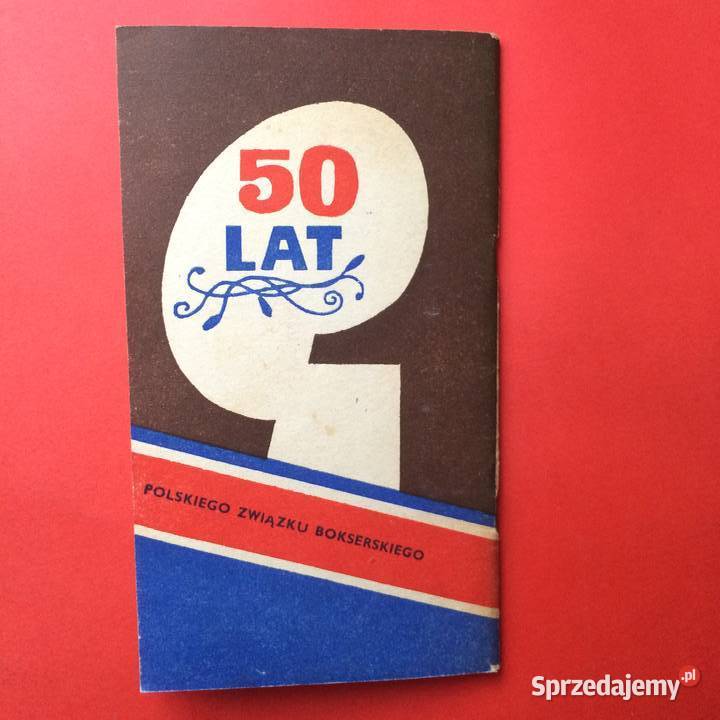 50
LAT
POLSKIEGO ZWIĄZKU BOKSERSKIEGO
Sprzedajemy.pl